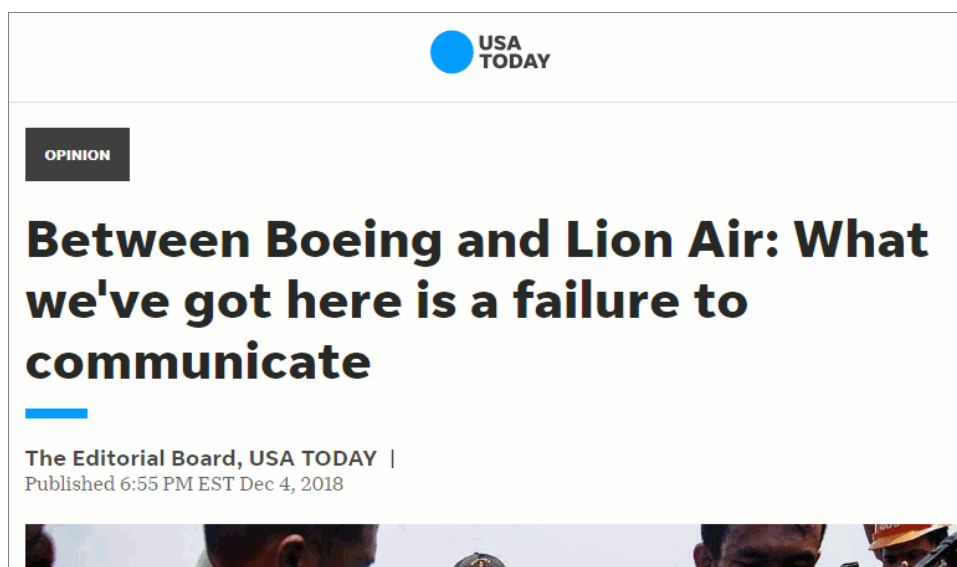 USA
TODAY
OPINION
Between Boeing and Lion Air: What
we've got here is a failure to
communicate
The Editorial Board, USA TODAY |
Published 6:55 PM EST Dec 4, 2018